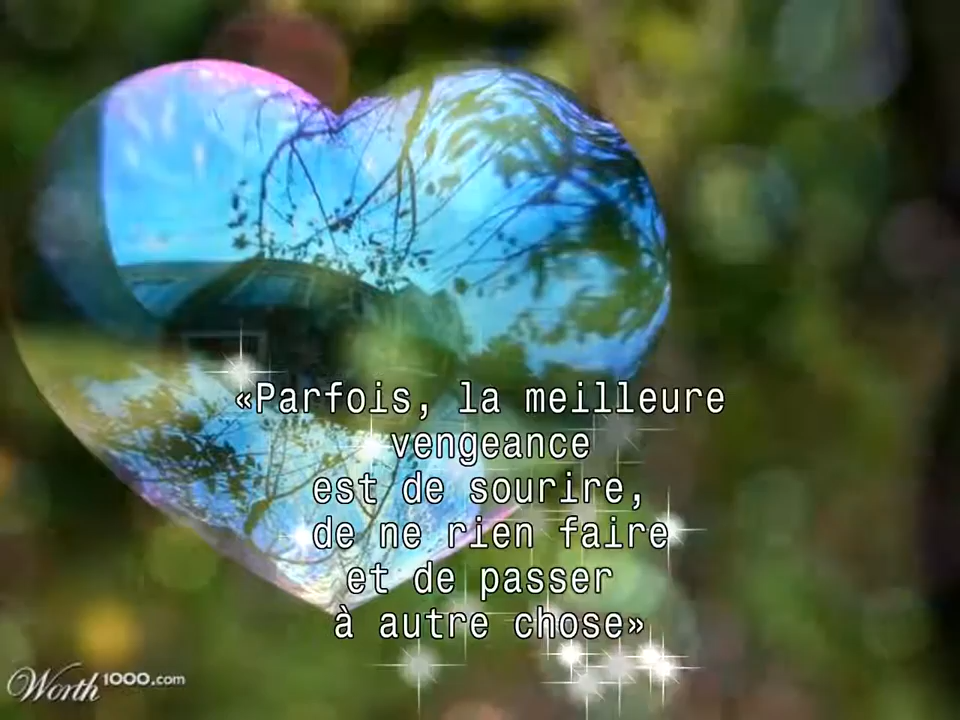 «Parfois, la meilleure
vengeance
est de sourire,
de ne rien faire
et de passer
à autre chose»
Worth1000.com